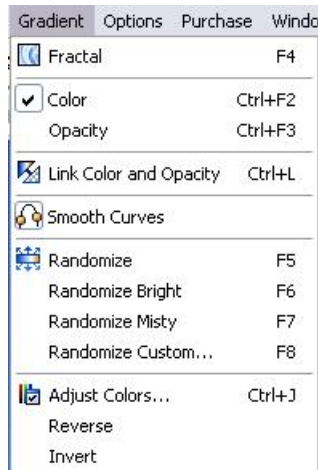 Gradient Options Purchase Windo
Fractal F4
Color Ctrl+F2
Opacity Ctrl+F3
Link Color and Opacity Ctrl+L
Smooth Curves
Randomize F5
Randomize Bright F6
Randomize Misty F7
Randomize Custom... F8
Adjust Colors... Ctrl+J
Reverse
Invert